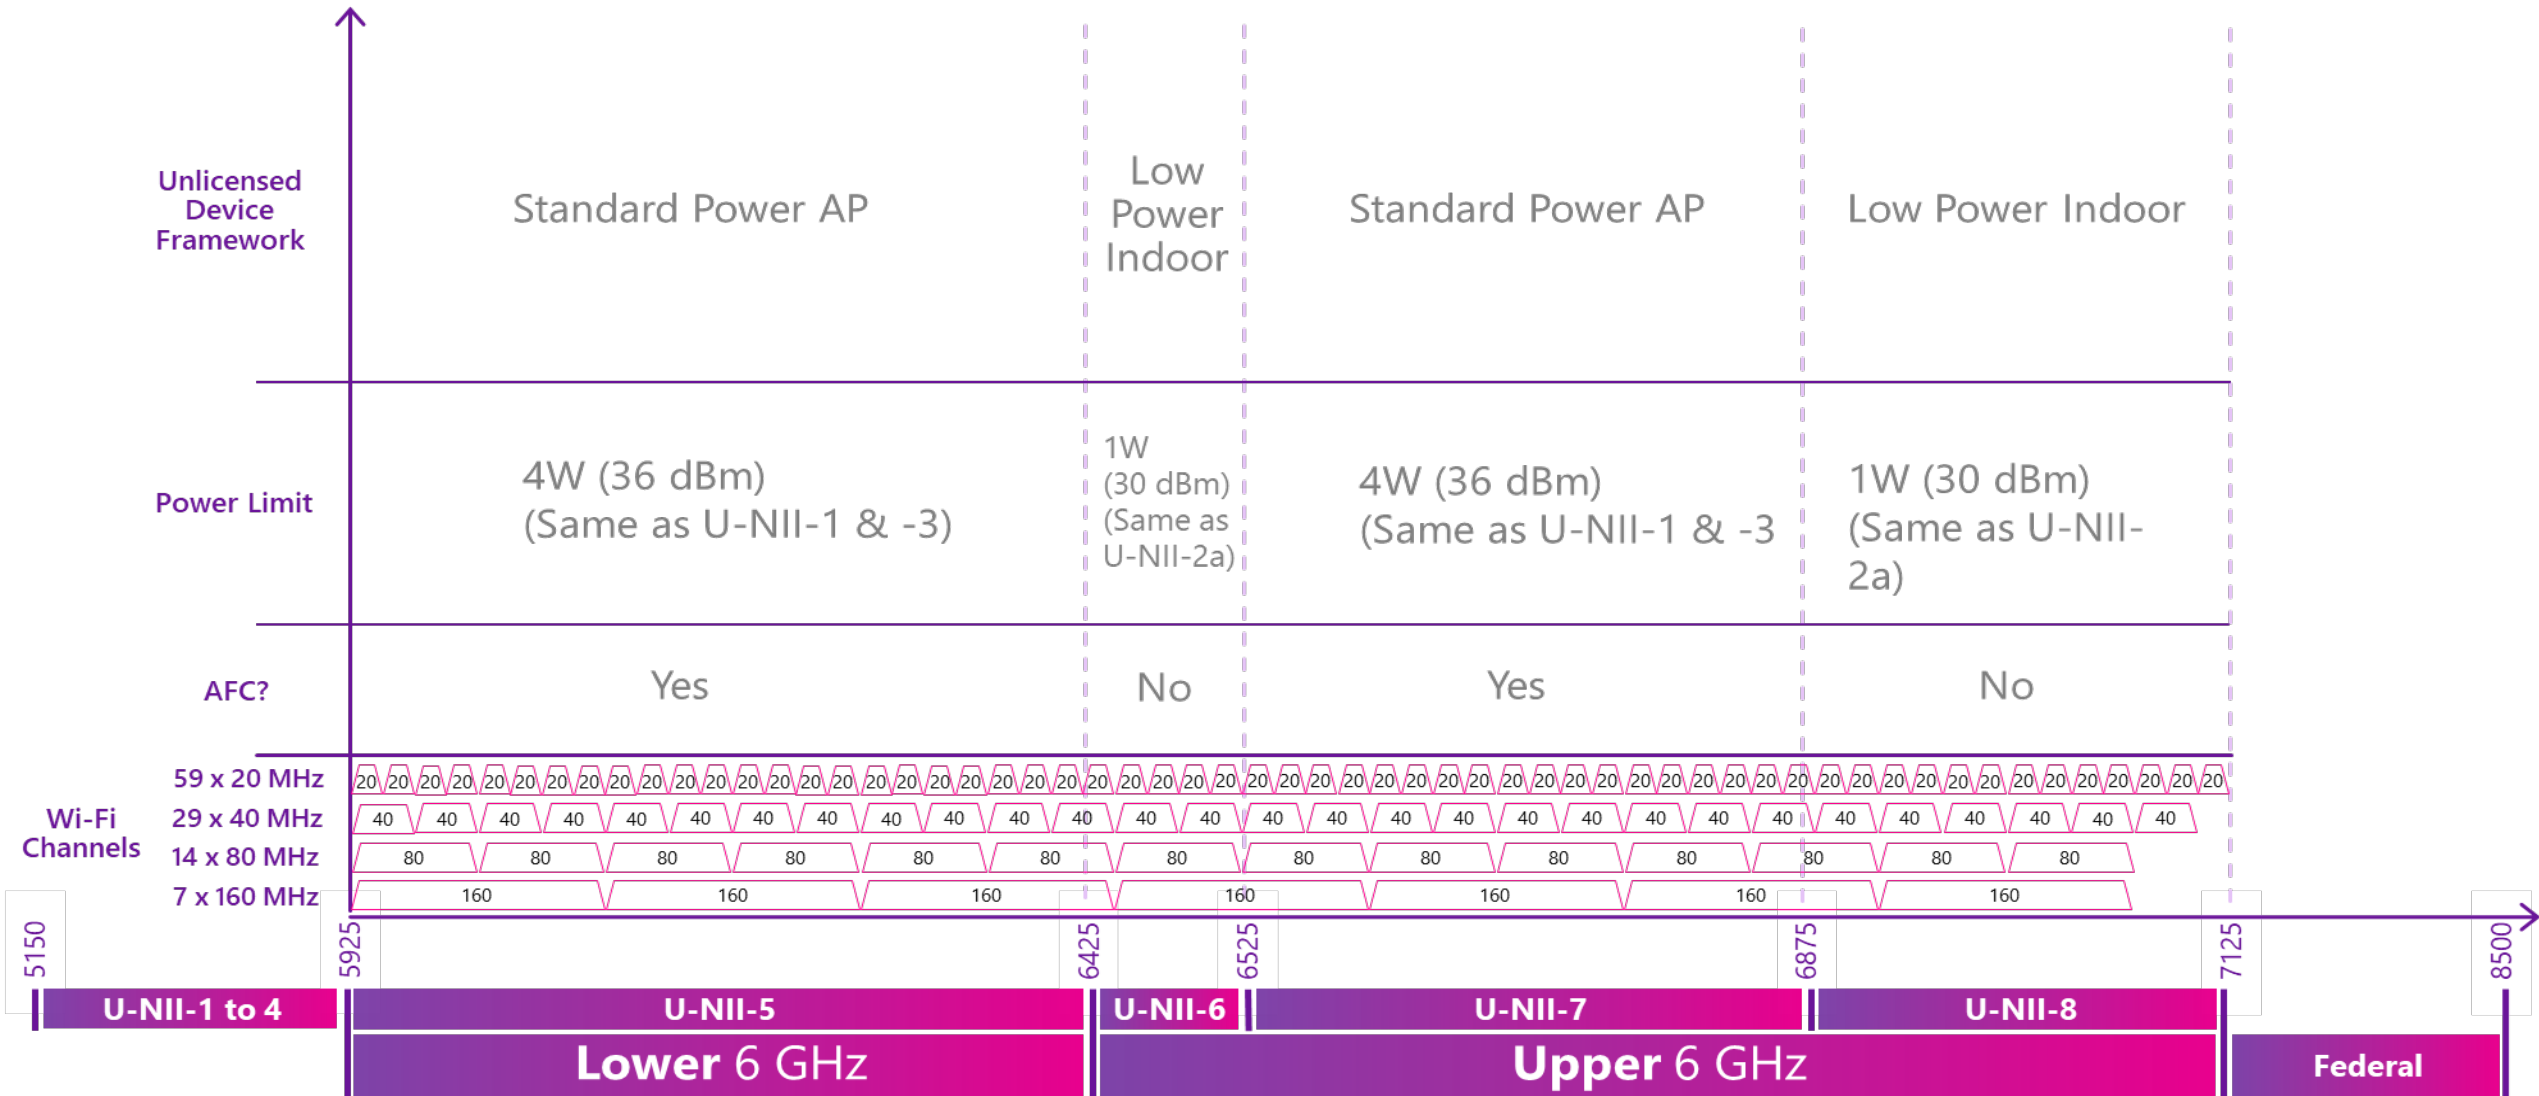 Unlicensed
Device
Framework
Standard Power AP
Low
Power
Indoor
Standard Power AP
Low Power Indoor
Power Limit
4W (36 dBm)
(Same as U-NII-1 & -3)
1W
(30 dBm)
(Same as
U-NII-2a)
4W (36 dBm)
(Same as U-NII-1 & -3
1W (30 dBm)
(Same as U-NII-
2a)
AFC?
Yes
No
Yes
No
Wi-Fi
Channels
59 x 20 MHz
20 20 20 20 20 20 20 20 20 20 20 20 20 20 20 20 20 20 20 20 20 20 20 20 20 20 20 20 20 20 20 20 20 20 20 20 20 20 20 20 20 20 20 20 20 20 20 20 20 20 20 20 20 20 20 20 20 20 20
29 x 40 MHz
40 40 40 40 40 40 40 40 40 40 40 40 40 40 40 40 40 40 40 40 40 40 40 40 40 40 40 40 40
14 x 80 MHz
80 80 80 80 80 80 80 80 80 80 80 80 80 80
7 x 160 MHz
160 160 160 160 160 160 160
5150
5925
6425
6525
6875
7125
8500
U-NII-1 to 4
U-NII-5
U-NII-6
U-NII-7
U-NII-8
Lower 6 GHz
Upper 6 GHz
Federal